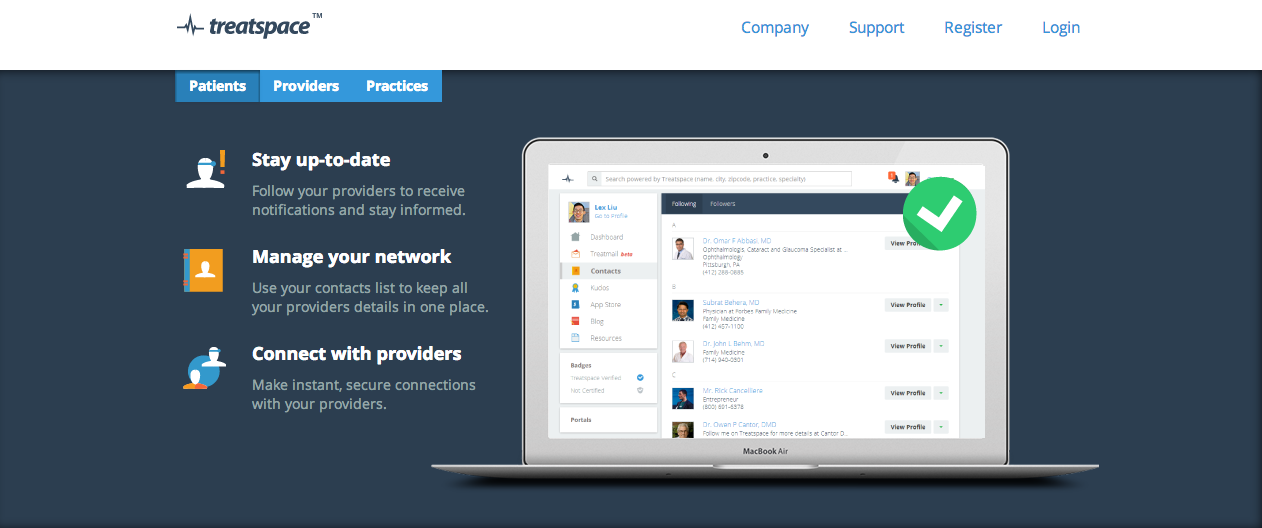 treatspace™
Company Support Register Login
Patients Providers Practices
Stay up-to-date
Follow your providers to receive
notifications and stay informed.
Manage your network
Use your contacts list to keep all
your providers details in one place.
Connect with providers
Make instant, secure connections
with your providers.
Search powered by Treatspace (name, city, zipcode, practice, specialty)
Lex Liu
Go to Profile
Dashboard
Treatmail Beta
Contacts
Kudos
App Store
Blog
Resources
Badges
Treatspace Verified
Not Certified
Portals
Following Followers
A
Dr. Omar F Abbasi, MD
Ophthalmologist, Cataract and Glaucoma Specialist at ...
Ophthalmology
Pittsburgh, PA
(412) 288-0885
View Prof
B
Subrat Behera, MD
Physician at Forbes Family Medicine
Family Medicine
(412) 457-1100
View Profile
Dr. John L Behm, MD
Family Medicine
(714) 940-0301
View Profile
C
Mr. Rick Cancelliere
Entrepreneur
(800) 691-6378
View Profile
Dr. Owen P Cantor, DMD
Follow me on Treatspace for more details at Cantor D...
View Profile
MacBook Air